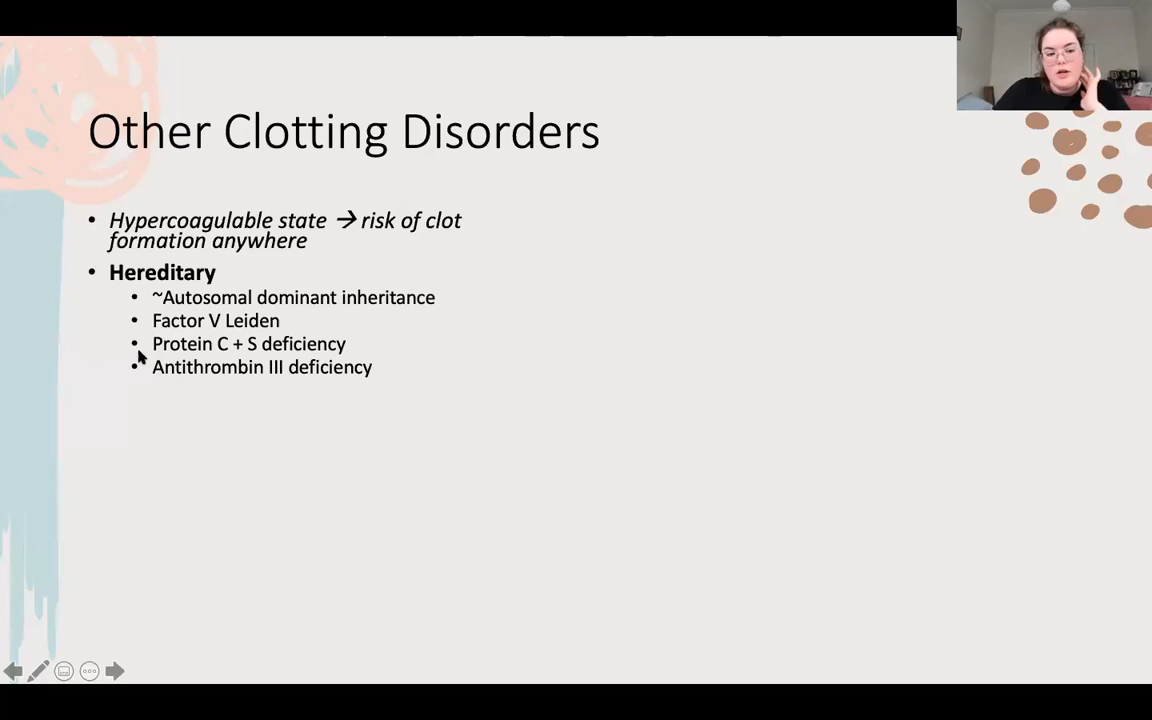 Other Clotting Disorders
• Hypercoagulable state → risk of clot
formation anywhere
• Hereditary
• ~Autosomal dominant inheritance
• Factor V Leiden
• Protein C + S deficiency
• Antithrombin III deficiency